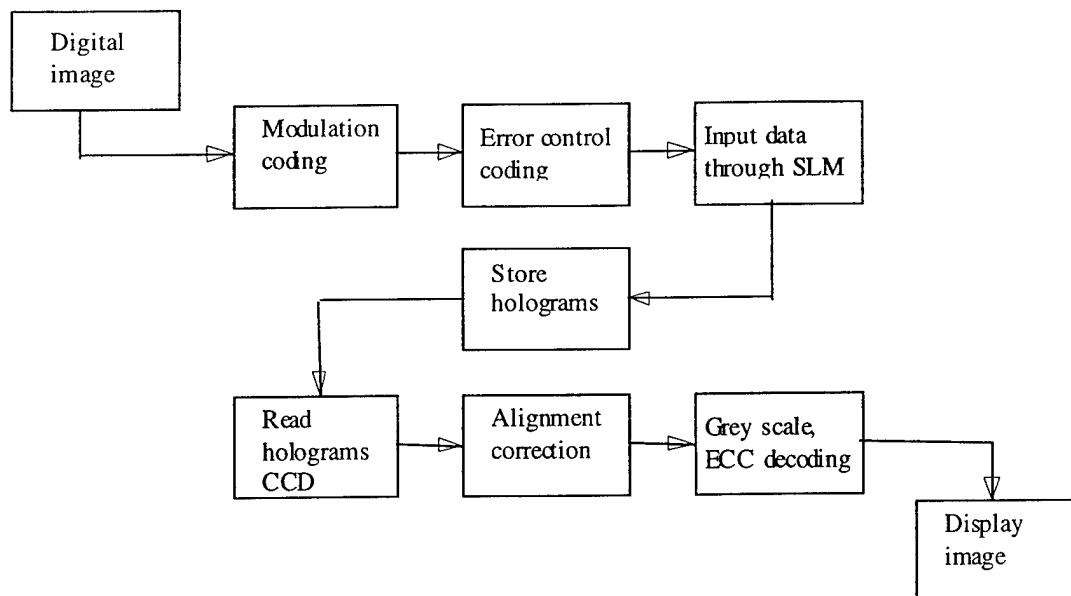 Digital
image
Modulation
coding
Error control
coding
Input data
through SLM
Store
holograms
Read
holograms
CCD
Alignment
correction
Grey scale,
ECC decoding
Display
image